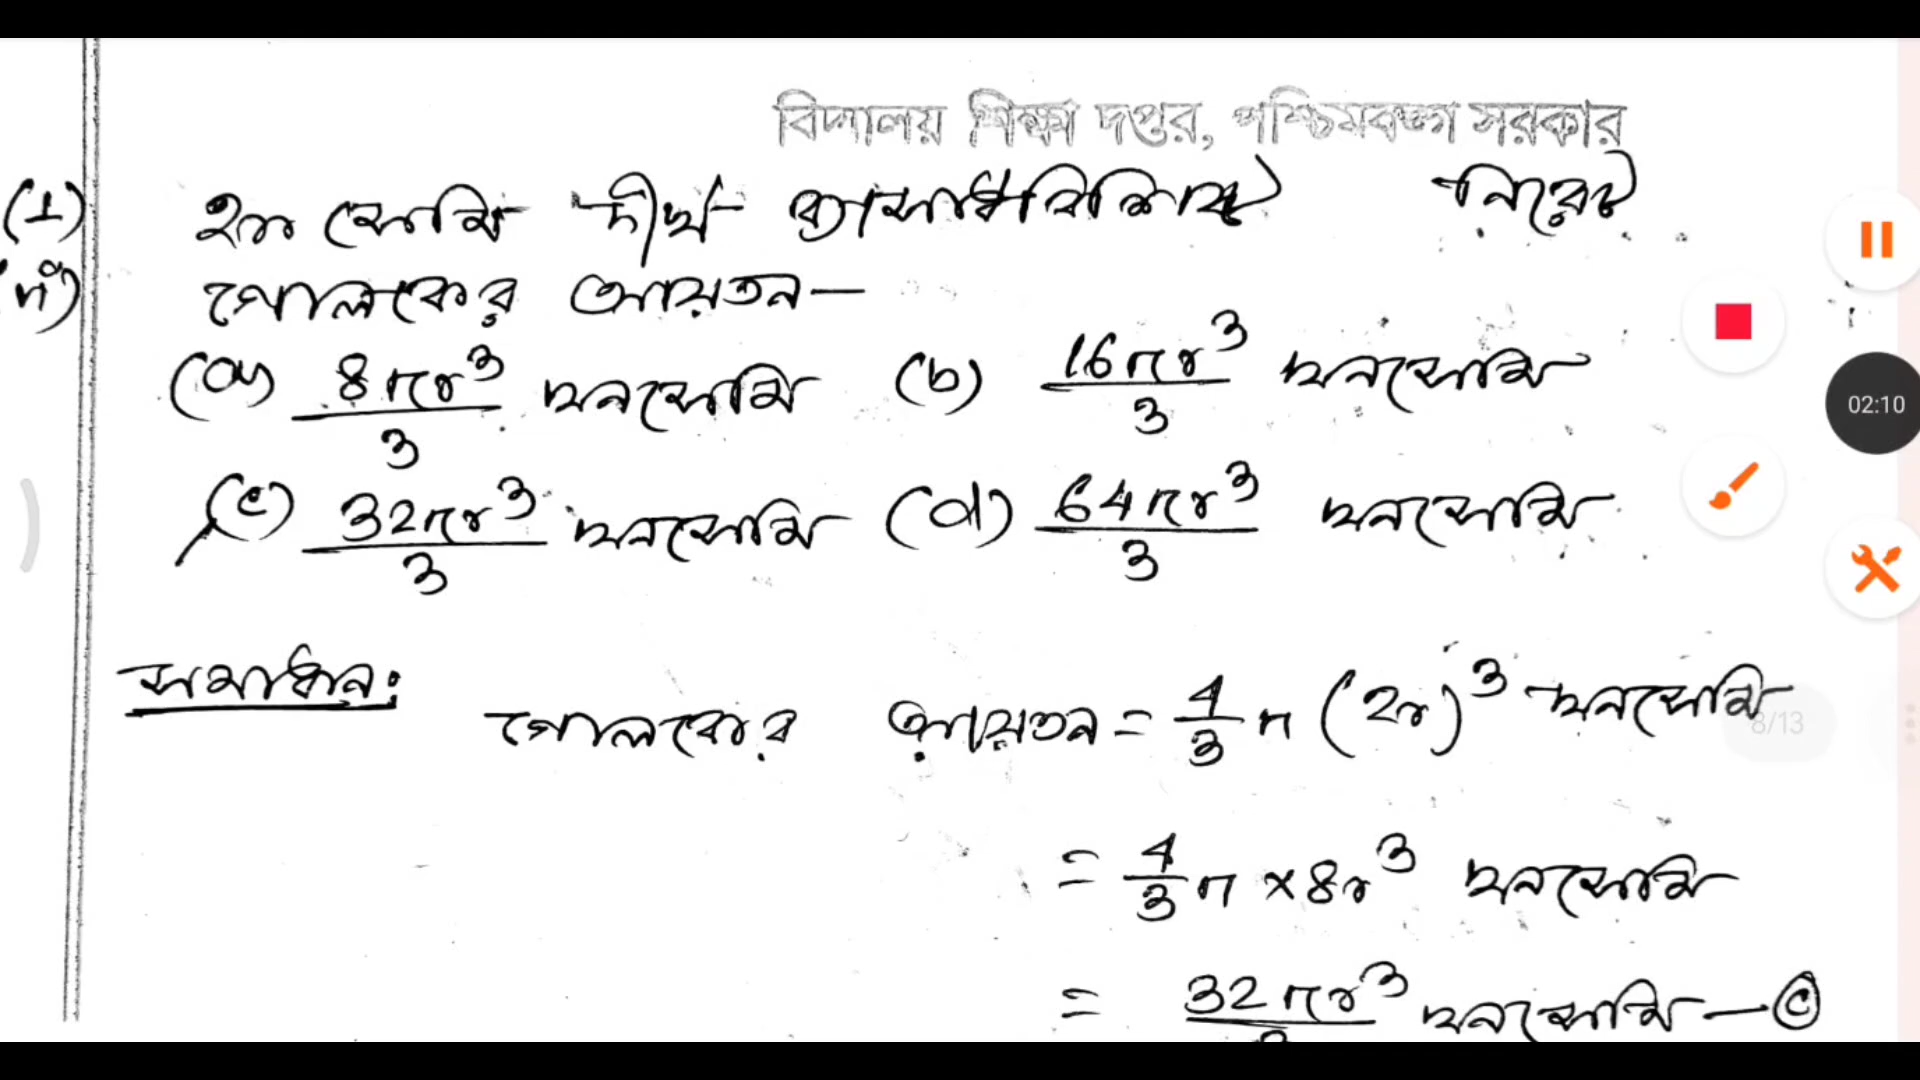 বিদ্যালয় শিক্ষা দপ্তর, পশ্চিমবঙ্গ সরকার
(1) 2r সেমি দীর্ঘ ব্যাসার্ধবিশিষ্ট নিরেট
গোলকের আয়তন—
(a) 8πr³/3 ঘনসেমি (b) 16πr³/3 ঘনসেমি
(c) 32πr³/3 ঘনসেমি (d) 64πr³/3 ঘনসেমি
সমাধান:
গোলকের আয়তন = 4/3 π (2r)³ ঘনসেমি
= 4/3 π × 8r³ ঘনসেমি
= 32πr³ ঘনসেমি — ⓒ
02:10
8/13